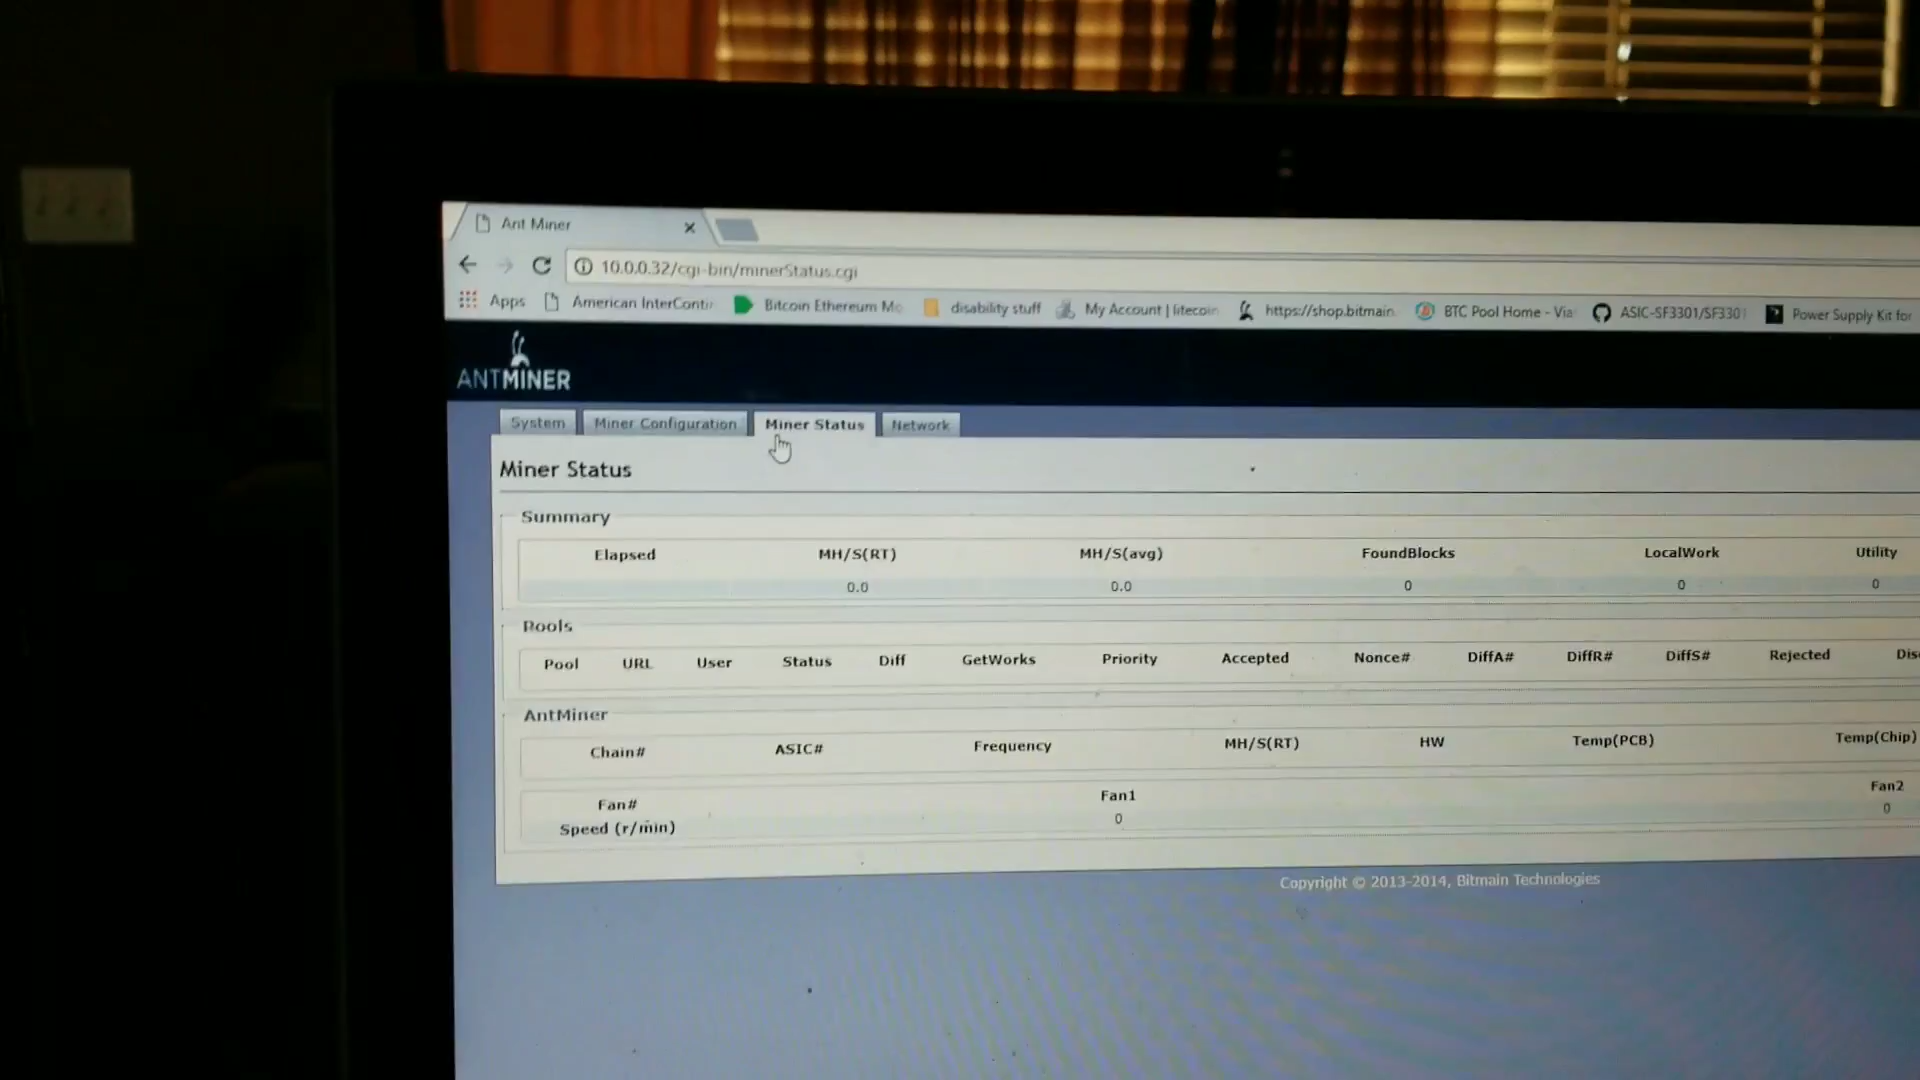 Ant Miner
10.0.0.32/cgi-bin/minerStatus.cgi
Apps American InterConti Bitcoin Ethereum Mo disability stuff My Account | litecoin https://shop.bitmain. BTC Pool Home - Via ASIC-SF3301/SF330 Power Supply Kit for
ANTMINER
System Miner Configuration Miner Status Network
Miner Status
Summary
Elapsed MH/S(RT) MH/S(avg) FoundBlocks LocalWork Utility
0.0 0.0 0 0 0
Pools
Pool URL User Status Diff GetWorks Priority Accepted Nonce# DiffA# DiffR# DiffS# Rejected Dis
AntMiner
Chain# ASIC# Frequency MH/S(RT) HW Temp(PCB) Temp(Chip)
Fan# Fan1 Fan2
Speed (r/min) 0 0
Copyright © 2013-2014, Bitmain Technologies